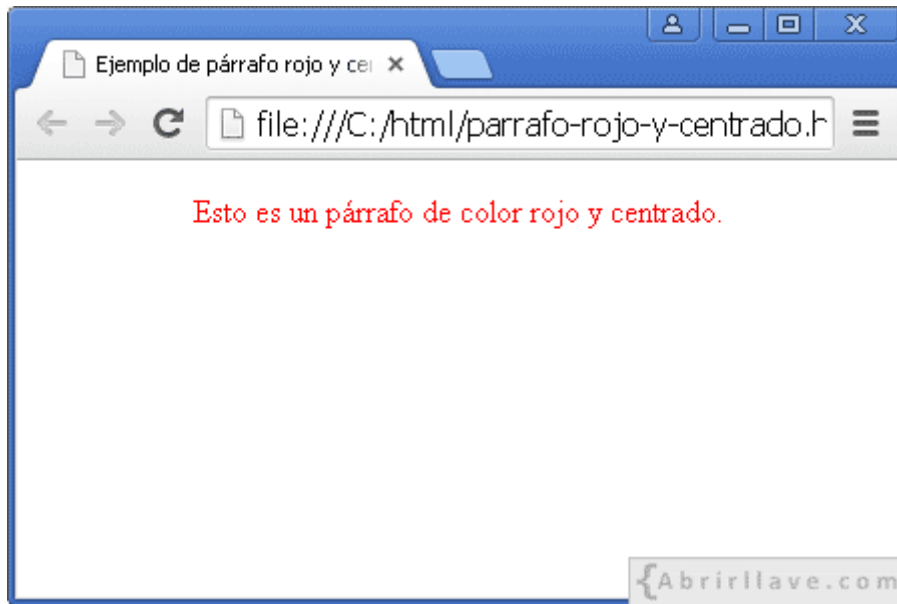 Ejemplo de párrafo rojo y cei
file:///C:/html/parrafo-rojo-y-centrado.h
Esto es un párrafo de color rojo y centrado.
{Abrirllave.com